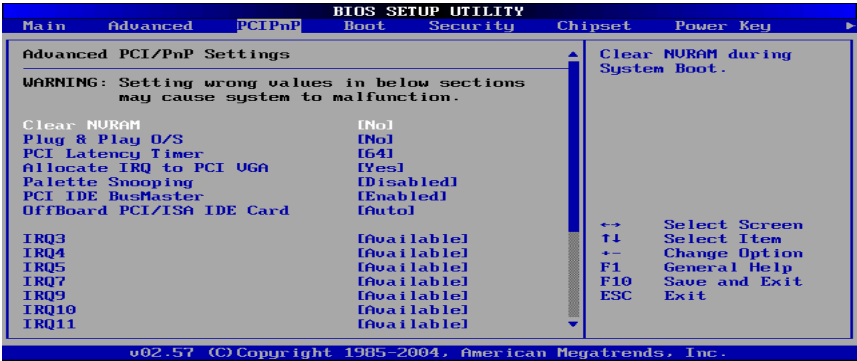 BIOS SETUP UTILITY
Main Advanced PCIPnP Boot Security Chipset Power Key
Advanced PCI/PnP Settings
WARNING: Setting wrong values in below sections
may cause system to malfunction.
Clear NVRAM [No]
Plug & Play O/S [No]
PCI Latency Timer [64]
Allocate IRQ to PCI VGA [Yes]
Palette Snooping [Disabled]
PCI IDE BusMaster [Enabled]
OffBoard PCI/ISA IDE Card [Auto]
IRQ3 [Available]
IRQ4 [Available]
IRQ5 [Available]
IRQ7 [Available]
IRQ9 [Available]
IRQ10 [Available]
IRQ11 [Available]
Clear NVRAM during
System Boot.
←→ Select Screen
↑↓ Select Item
+- Change Option
F1 General Help
F10 Save and Exit
ESC Exit
v02.57 (C)Copyright 1985-2004, American Megatrends, Inc.